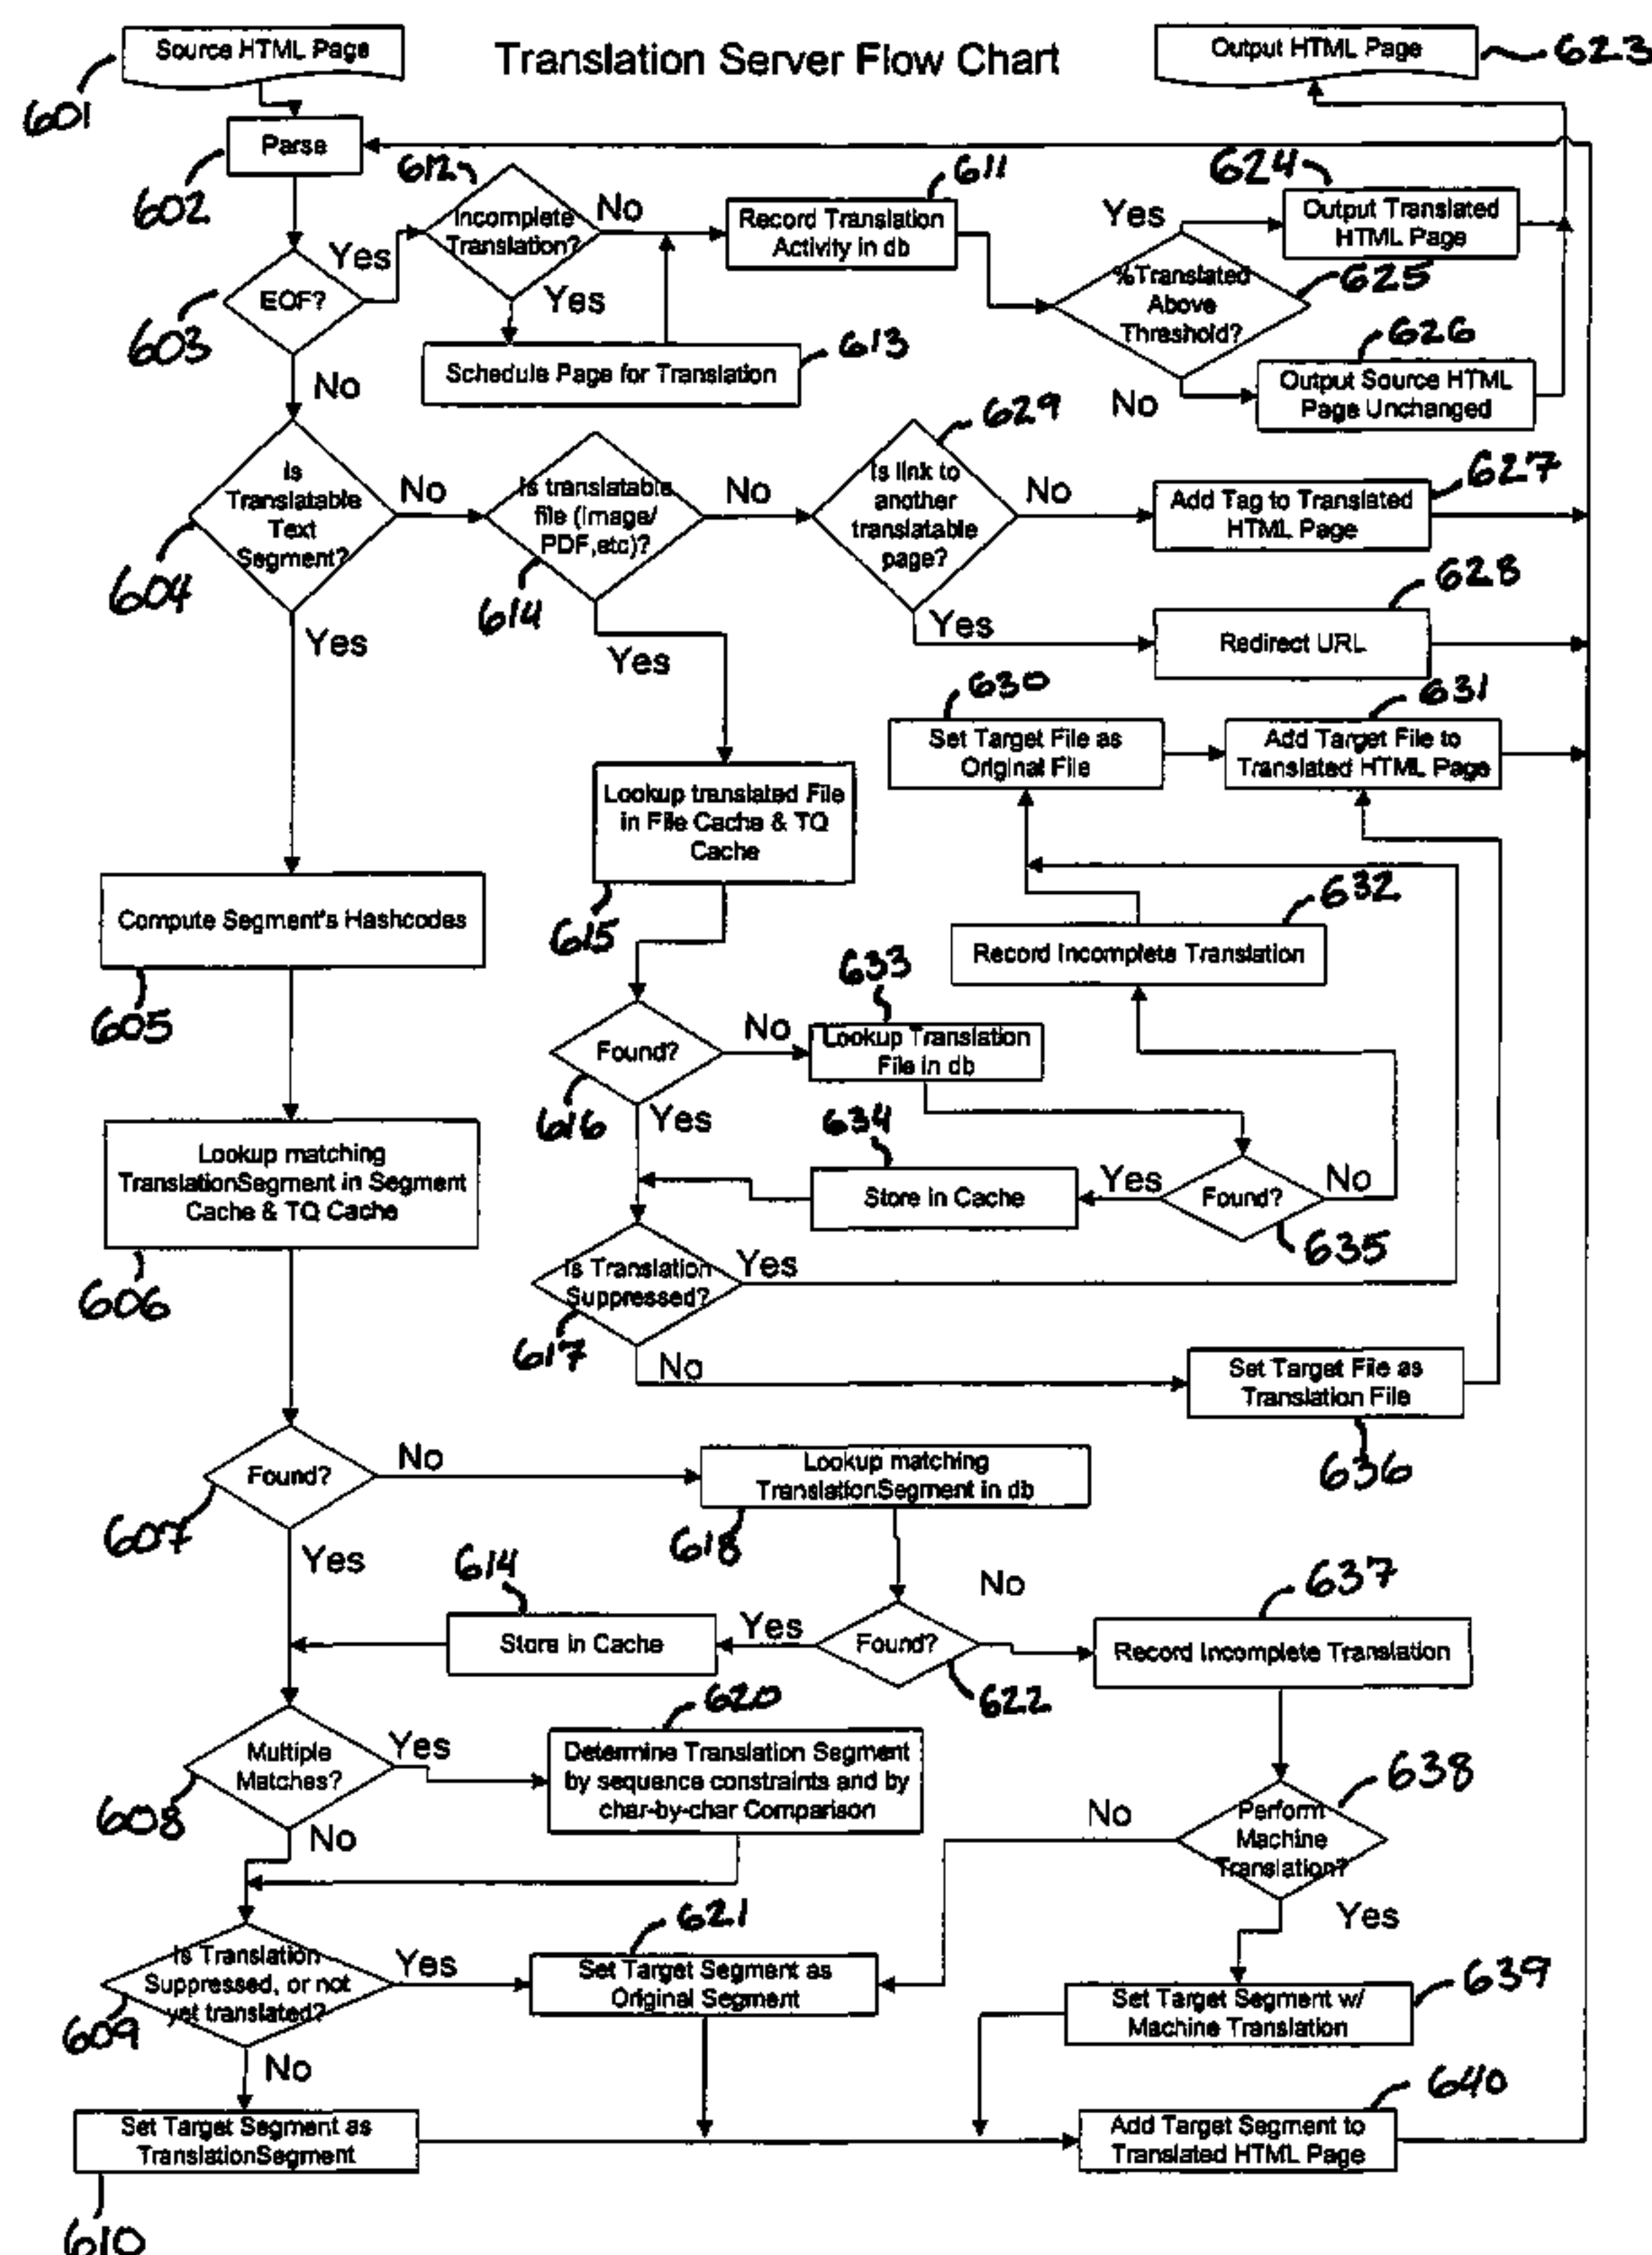 Translation Server Flow Chart
Source HTML Page
601
Output HTML Page
623
Parse
602
EOF?
603
Yes
No
612
Incomplete
Translation?
No
Yes
Schedule Page for Translation
613
611
Record Translation
Activity in db
%Translated
Above
Threshold?
625
Yes
624
Output Translated
HTML Page
No
626
Output Source HTML
Page Unchanged
Is
Translatable
Text
Segment?
604
No
Yes
Is translatable
file (image/
PDF,etc)?
614
No
Yes
629
Is link to
another
translatable
page?
No
Yes
627
Add Tag to Translated
HTML Page
628
Redirect URL
630
Set Target File as
Original File
631
Add Target File to
Translated HTML Page
Lookup translated File
in File Cache & TQ
Cache
615
632
Record Incomplete Translation
Compute Segment's Hashcodes
605
Found?
616
No
Yes
633
Lookup Translation
File in db
634
Store in Cache
Yes
Found?
No
635
Lookup matching
TranslationSegment in Segment
Cache & TQ Cache
606
Is Translation
Suppressed?
617
Yes
No
Set Target File as
Translation File
636
Found?
607
No
Yes
Lookup matching
TranslationSegment in db
618
614
Store in Cache
Yes
Found?
No
622
637
Record Incomplete Translation
Multiple
Matches?
608
Yes
No
620
Determine Translation Segment
by sequence constraints and by
char-by-char Comparison
638
Perform
Machine
Translation?
No
Yes
Is Translation
Suppressed, or not
yet translated?
609
Yes
No
621
Set Target Segment as
Original Segment
639
Set Target Segment w/
Machine Translation
Set Target Segment as
TranslationSegment
610
640
Add Target Segment to
Translated HTML Page